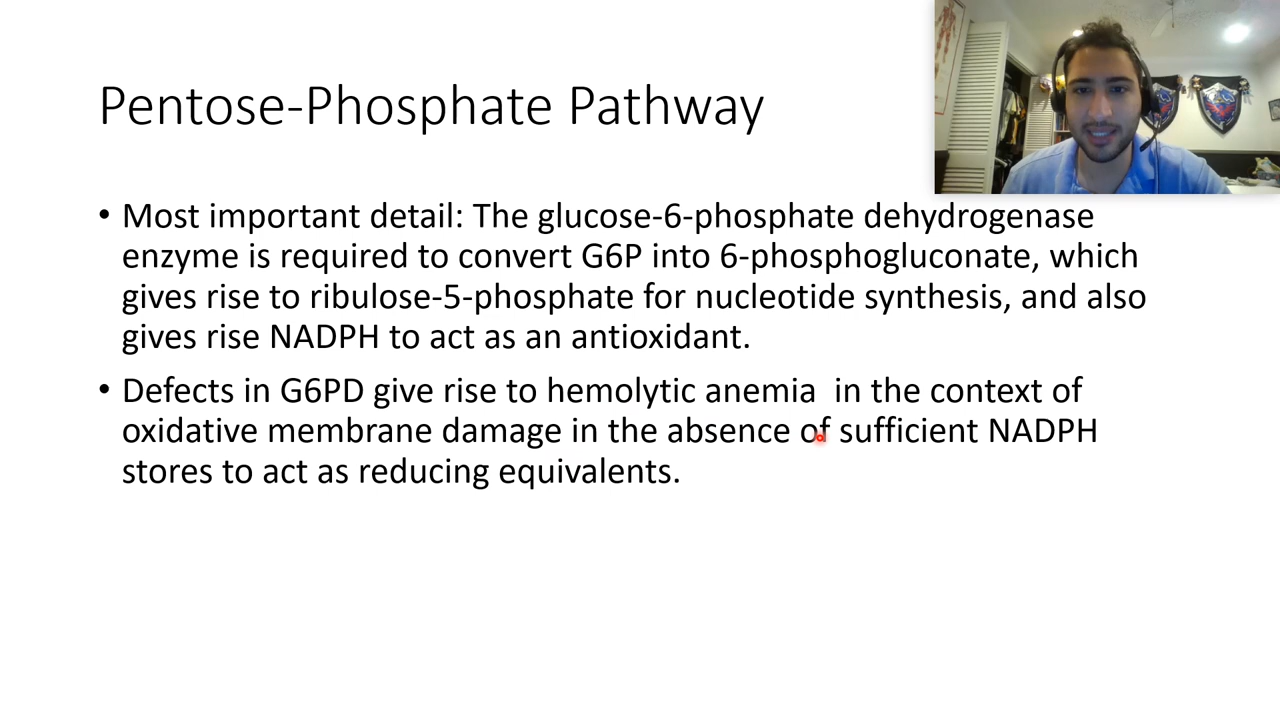 Pentose-Phosphate Pathway
• Most important detail: The glucose-6-phosphate dehydrogenase
enzyme is required to convert G6P into 6-phosphogluconate, which
gives rise to ribulose-5-phosphate for nucleotide synthesis, and also
gives rise NADPH to act as an antioxidant.
• Defects in G6PD give rise to hemolytic anemia  in the context of
oxidative membrane damage in the absence of sufficient NADPH
stores to act as reducing equivalents.